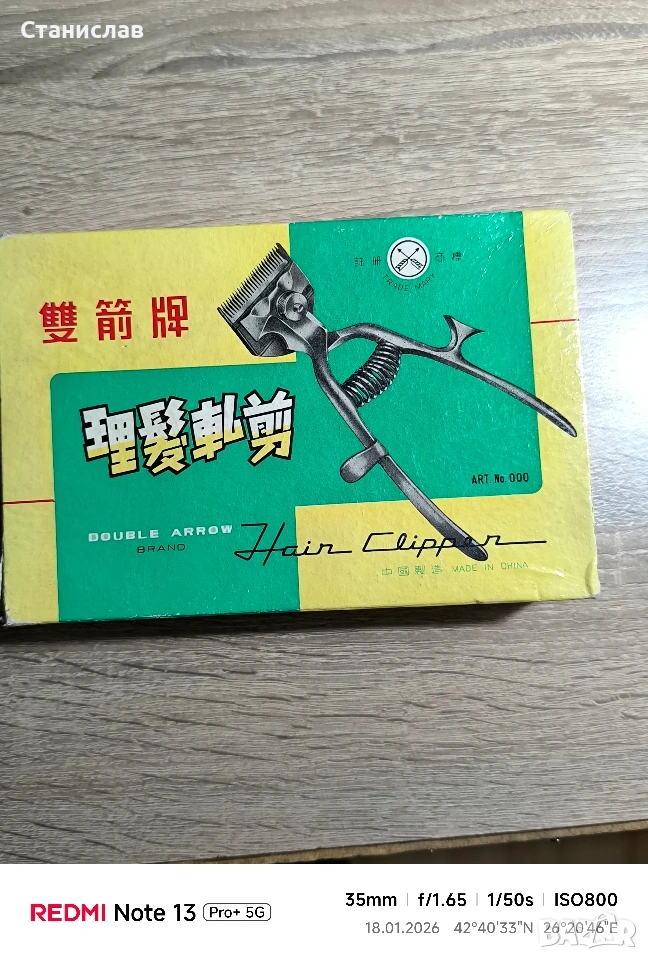 Станислав
雙箭牌
註冊 商標
TRADE MARK
理髮軋剪
ART. No. 000
DOUBLE ARROW
BRAND
Hair Clipper
中國製造 MADE IN CHINA
REDMI Note 13 Pro+ 5G
35mm | f/1.65 | 1/50s | ISO800
18.01.2026 42°40'33"N 26°20'46"E
BAZAR